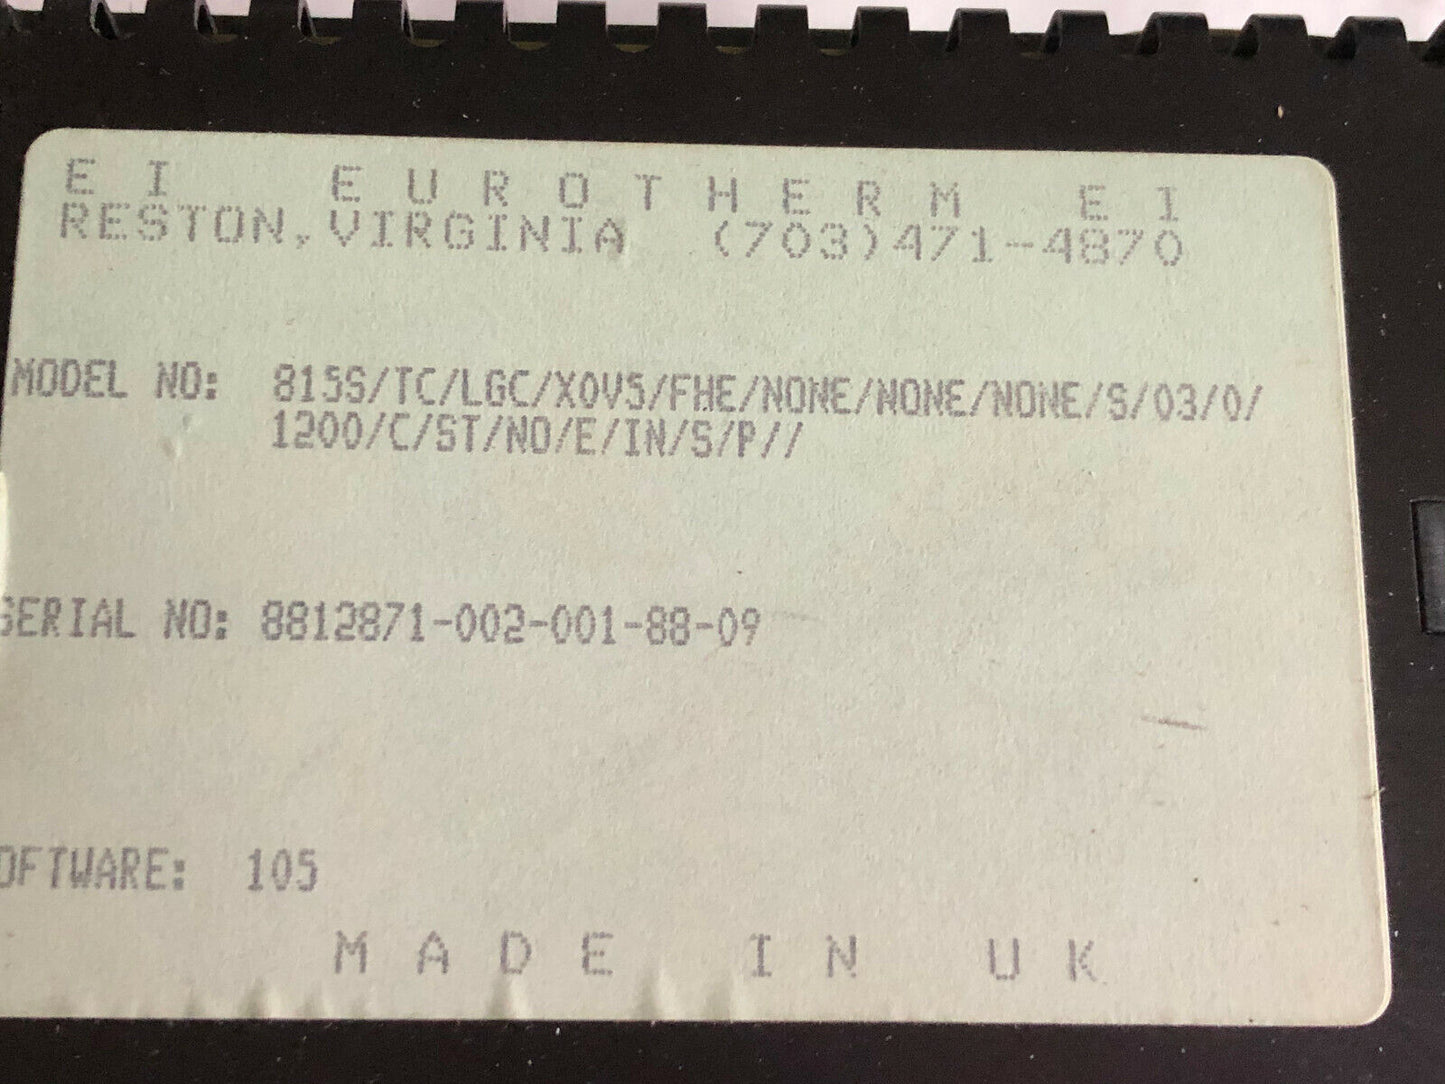 EI EUROTHERM EI
RESTON, VIRGINIA (703)471-4870
MODEL NO: 815S/TC/LGC/X0V5/FHE/NONE/NONE/NONE/S/03/0/
1200/C/ST/NO/E/IN/S/P//
SERIAL NO: 8812871-002-001-88-09
OFTWARE: 105
MADE IN UK